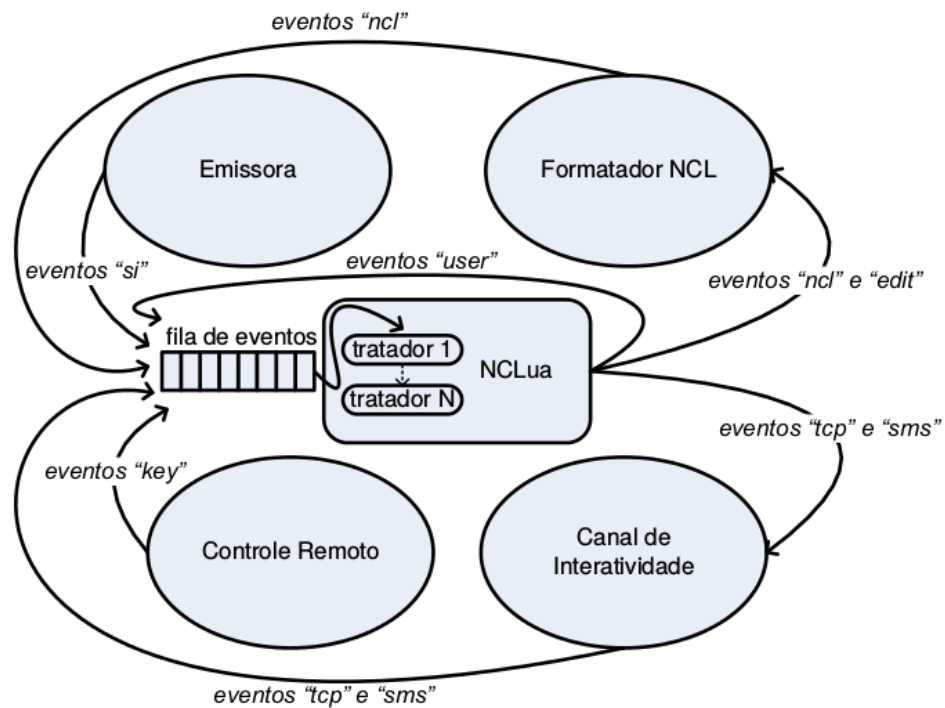 eventos “ncl”
Emissora
Formatador NCL
eventos “si”
eventos “user”
eventos “ncl” e “edit”
fila de eventos
tratador 1
NCLua
tratador N
eventos “tcp” e “sms”
eventos “key”
Controle Remoto
Canal de
Interatividade
eventos “tcp” e “sms”